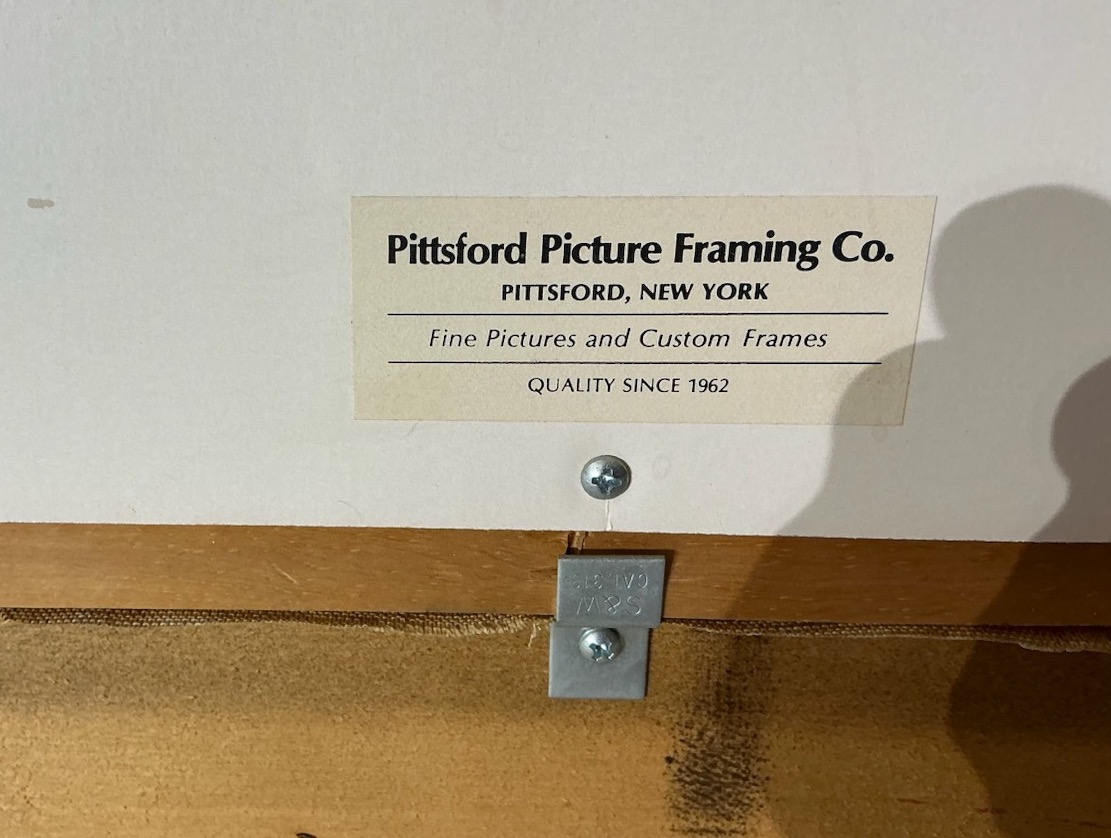 Pittsford Picture Framing Co.
PITTSFORD, NEW YORK
Fine Pictures and Custom Frames
QUALITY SINCE 1962
S&W